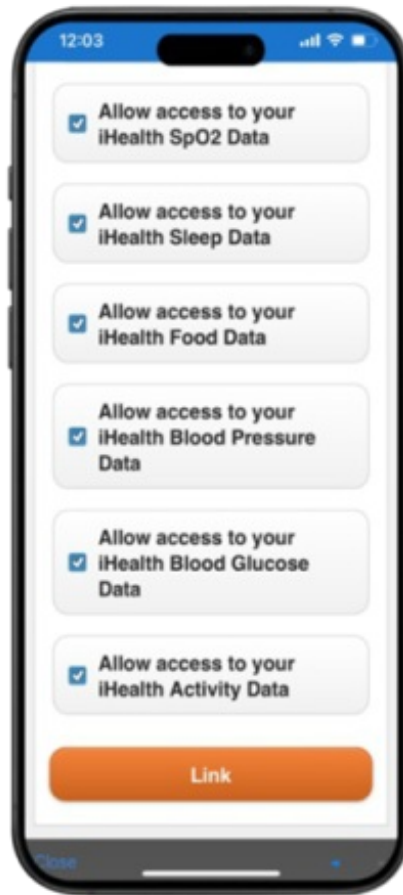 12:03
Allow access to your
iHealth SpO2 Data
Allow access to your
iHealth Sleep Data
Allow access to your
iHealth Food Data
Allow access to your
iHealth Blood Pressure
Data
Allow access to your
iHealth Blood Glucose
Data
Allow access to your
iHealth Activity Data
Link
Close